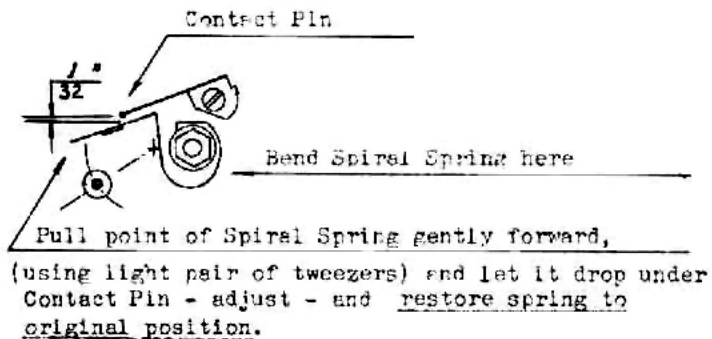 Contact Pin
1"
32
Bend Spiral Spring here
Pull point of Spiral Spring gently forward,
(using light pair of tweezers) and let it drop under
Contact Pin - adjust - and restore spring to
original position.